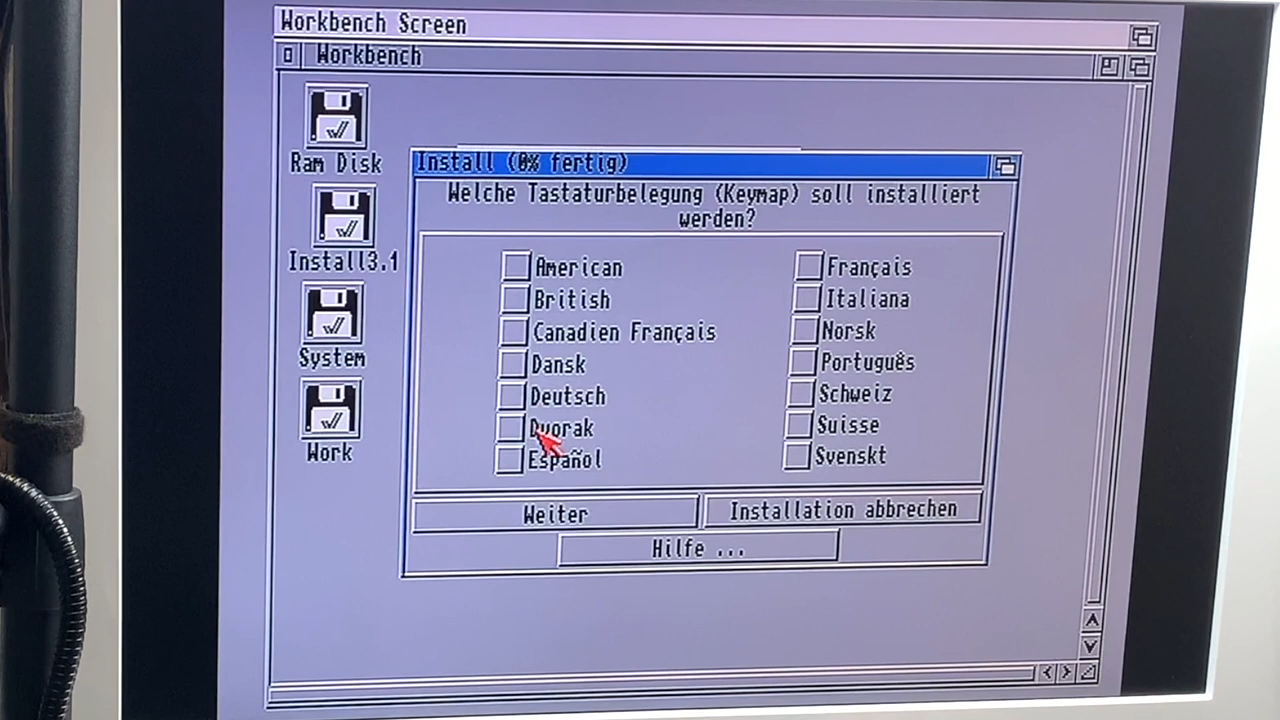 Workbench Screen
Workbench
Ram Disk
Install3.1
System
Work
Install (0% fertig)
Welche Tastaturbelegung (Keymap) soll installiert
werden?
American
British
Canadien Français
Dansk
Deutsch
Dvorak
Español
Français
Italiana
Norsk
Português
Schweiz
Suisse
Svenskt
Weiter
Installation abbrechen
Hilfe ...